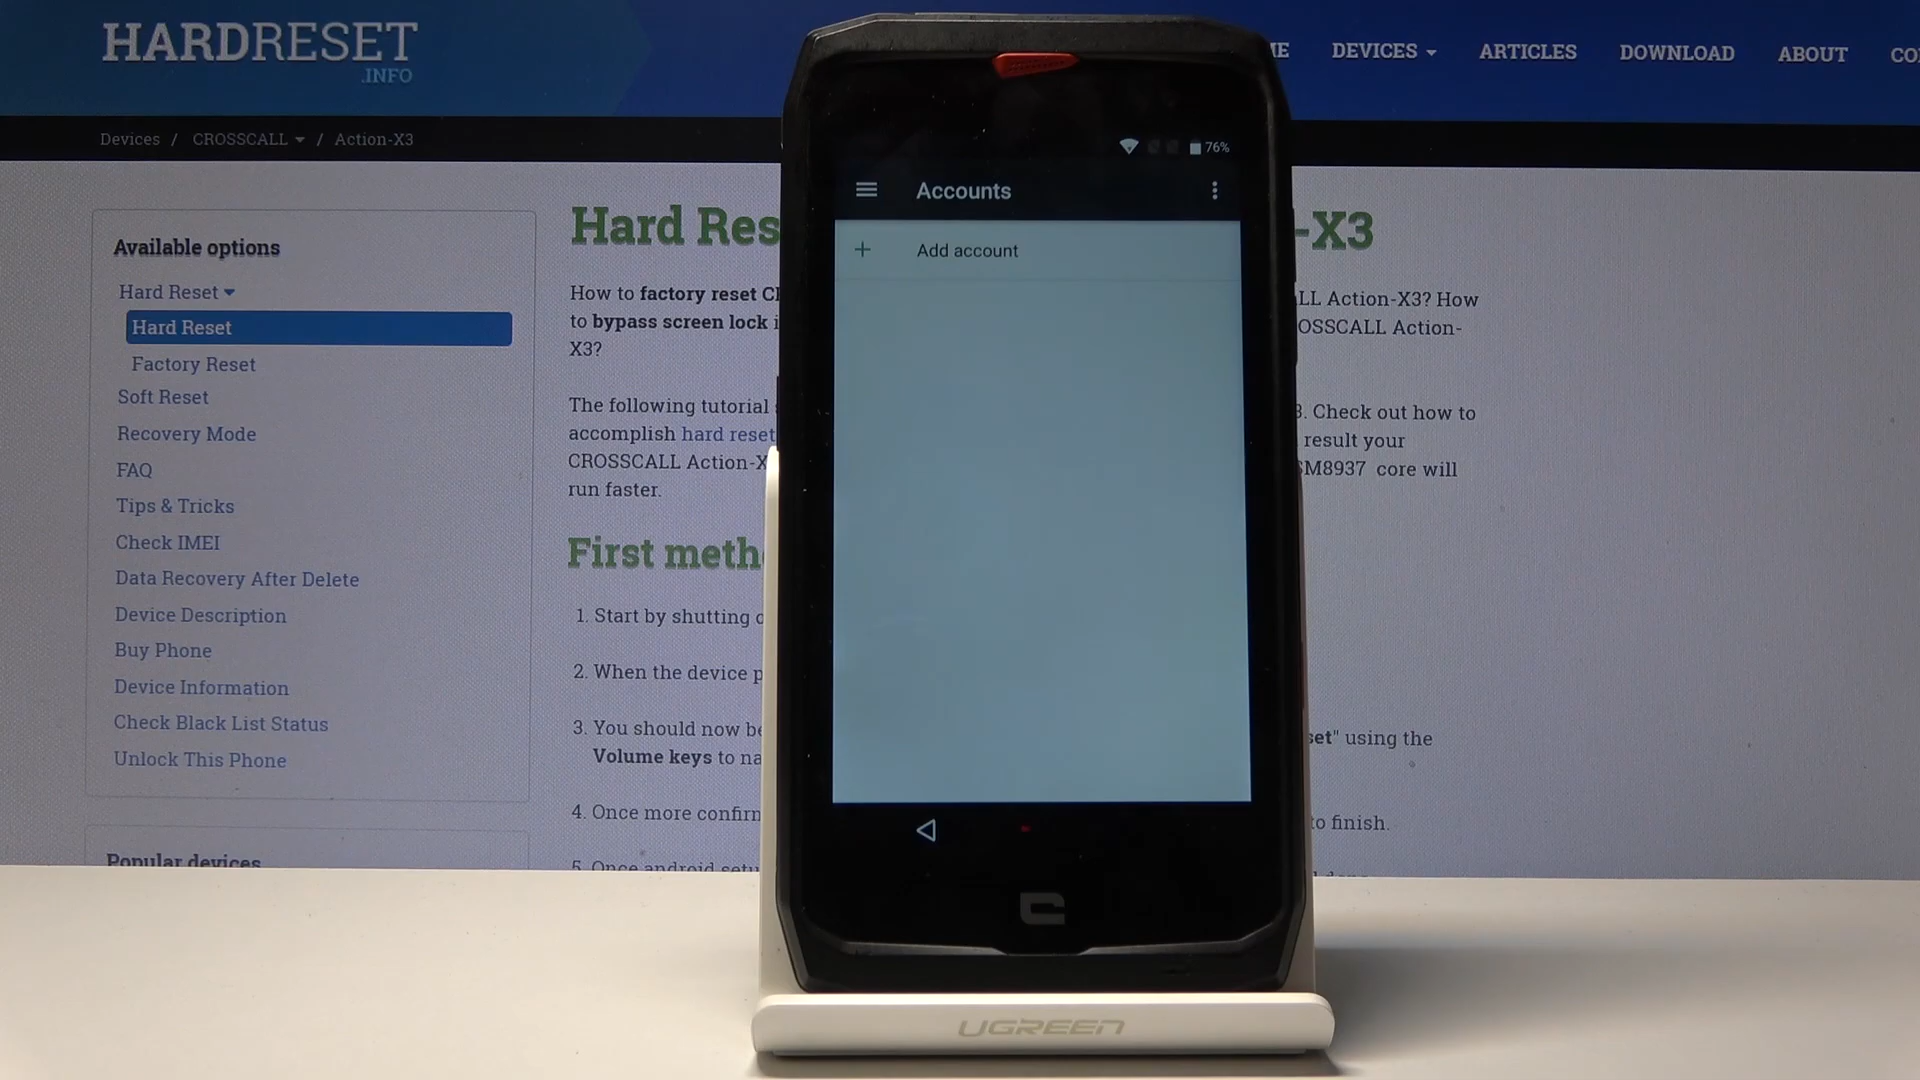 HARDRESET
.INFO
DEVICES
ARTICLES
DOWNLOAD
ABOUT
Devices / CROSSCALL / Action-X3
Available options
Hard Reset
Hard Reset
Factory Reset
Soft Reset
Recovery Mode
FAQ
Tips & Tricks
Check IMEI
Data Recovery After Delete
Device Description
Buy Phone
Device Information
Check Black List Status
Unlock This Phone
Popular devices
Hard Res
-X3
How to factory reset
to bypass screen lock
X3?
The following tutorial
accomplish hard reset
CROSSCALL Action-X
run faster.
Action-X3? How
OSSCALL Action-
Check out how to
result your
core will
First meth
1. Start by shutting
2. When the device
3. You should now be
Volume keys to
using the
4. Once more confirm
to finish.
5. Once android
76%
Accounts
+ Add account
UGREEN